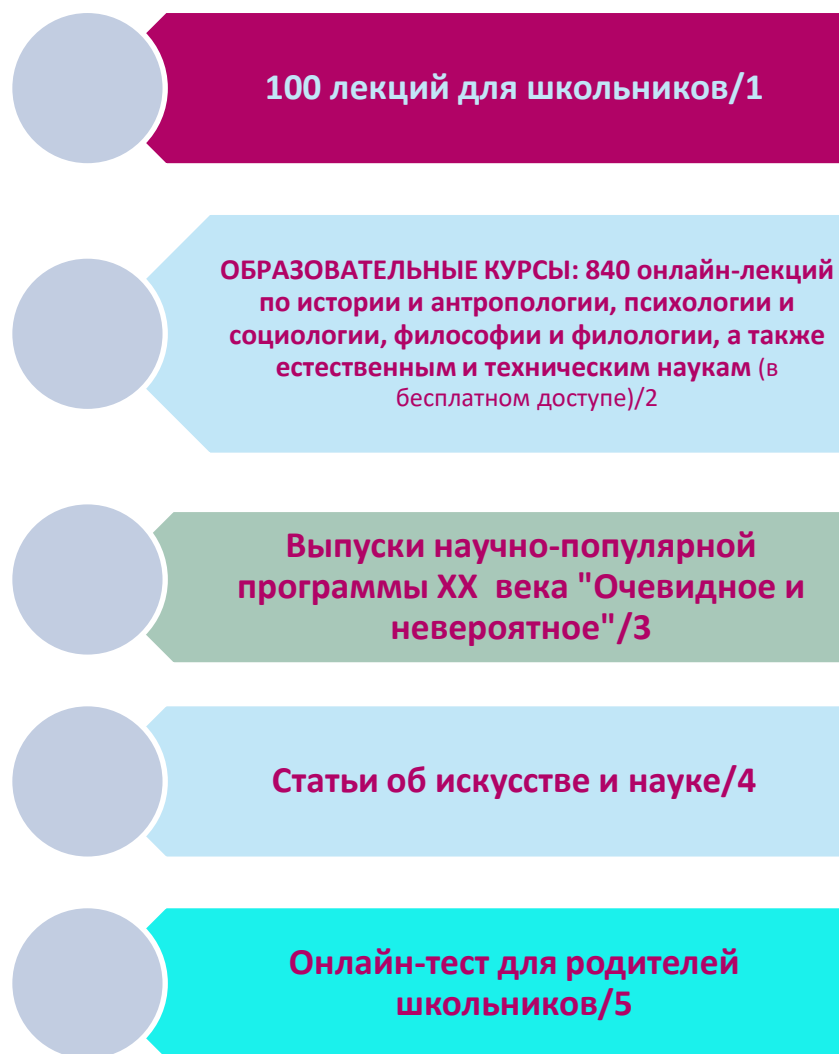 100 лекций для школьников/1
ОБРАЗОВАТЕЛЬНЫЕ КУРСЫ: 840 онлайн-лекций
по истории и антропологии, психологии и
социологии, философии и филологии, а также
естественным и техническим наукам (в
бесплатном доступе)/2
Выпуски научно-популярной
программы XX века "Очевидное и
невероятное"/3
Статьи об искусстве и науке/4
Онлайн-тест для родителей
школьников/5